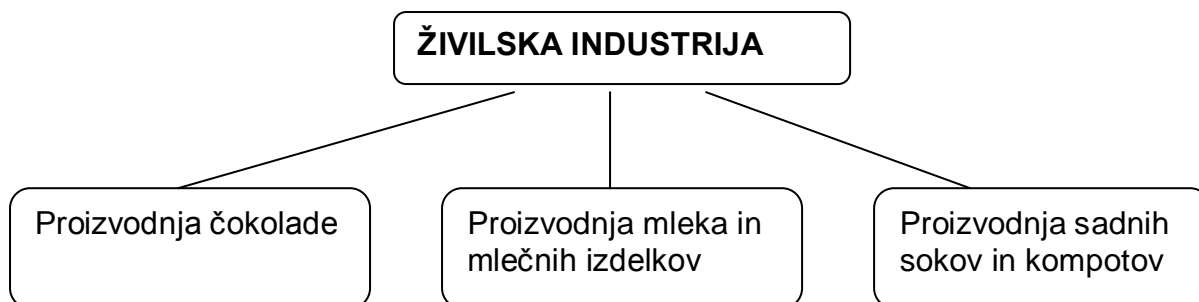 ŽIVILSKA INDUSTRIJA
Proizvodnja čokolade
Proizvodnja mleka in
mlečnih izdelkov
Proizvodnja sadnih
sokov in kompotov